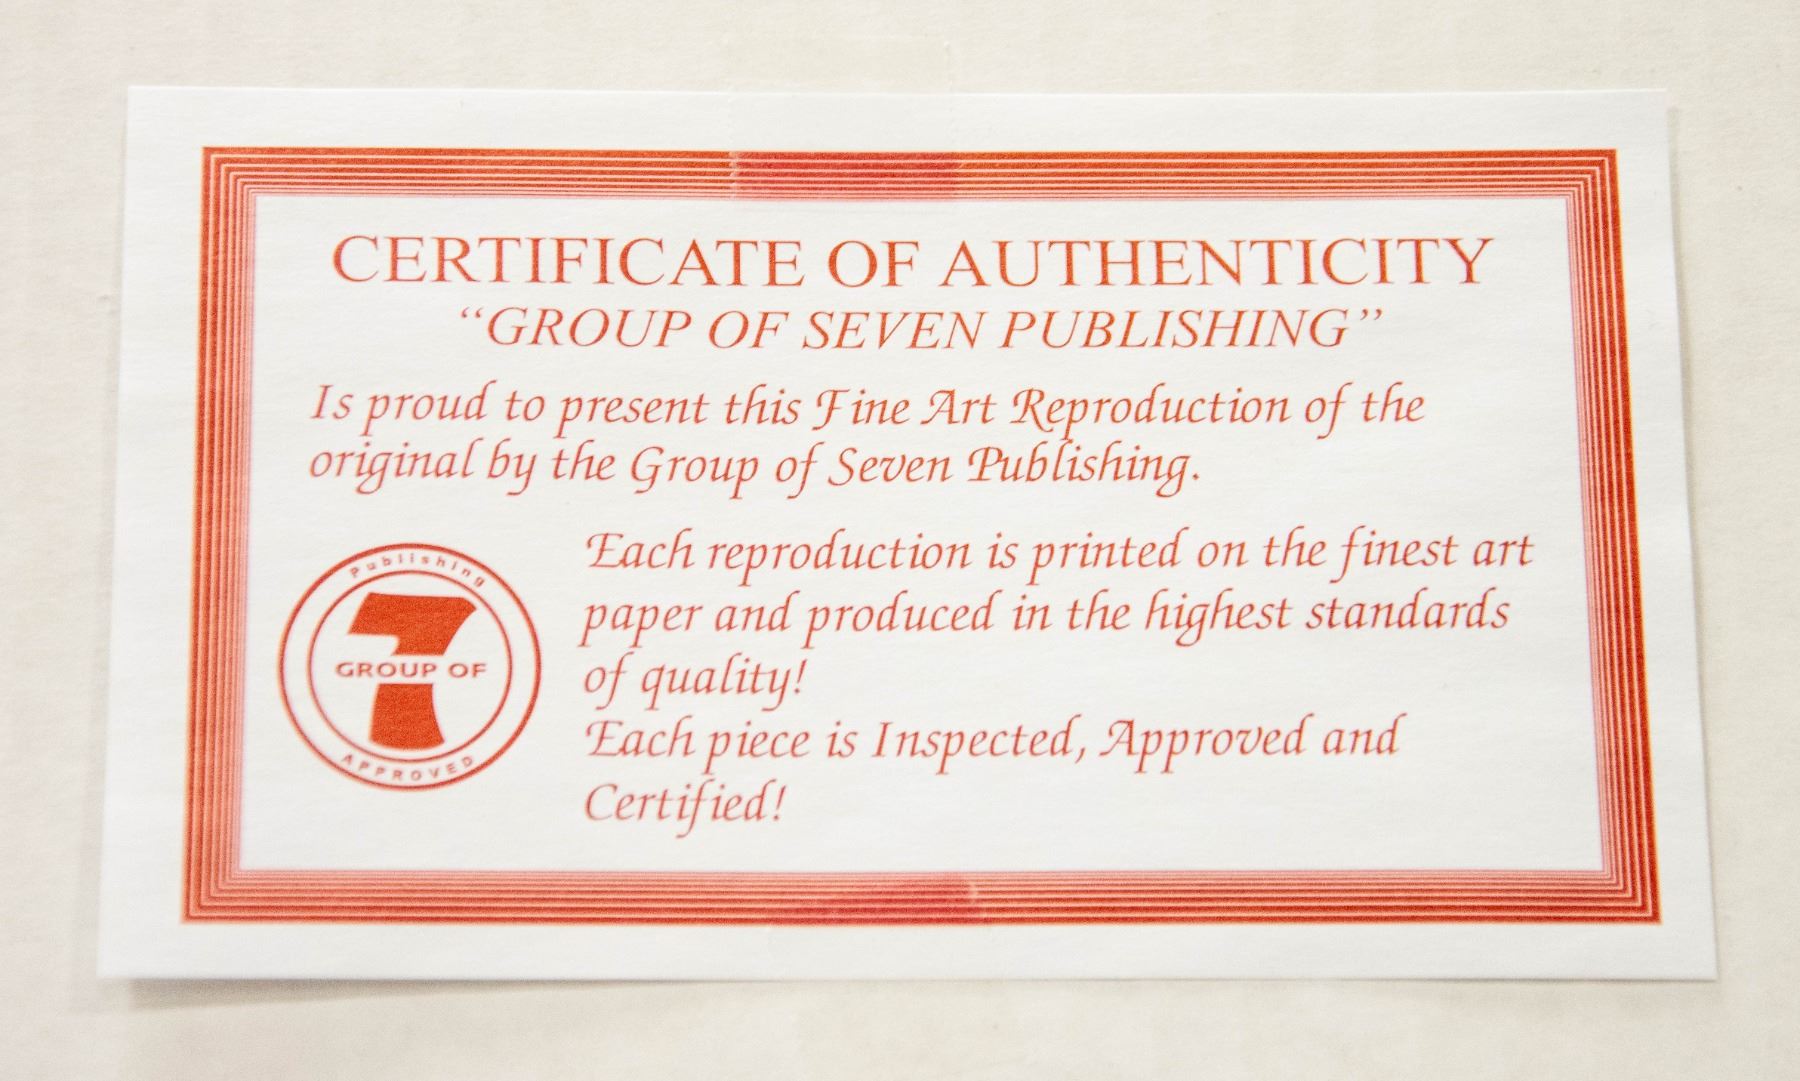 CERTIFICATE OF AUTHENTICITY
“GROUP OF SEVEN PUBLISHING”
Is proud to present this Fine Art Reproduction of the
original by the Group of Seven Publishing.
Publishing
7
GROUP OF
APPROVED
Each reproduction is printed on the finest art
paper and produced in the highest standards
of quality!
Each piece is Inspected, Approved and
Certified!